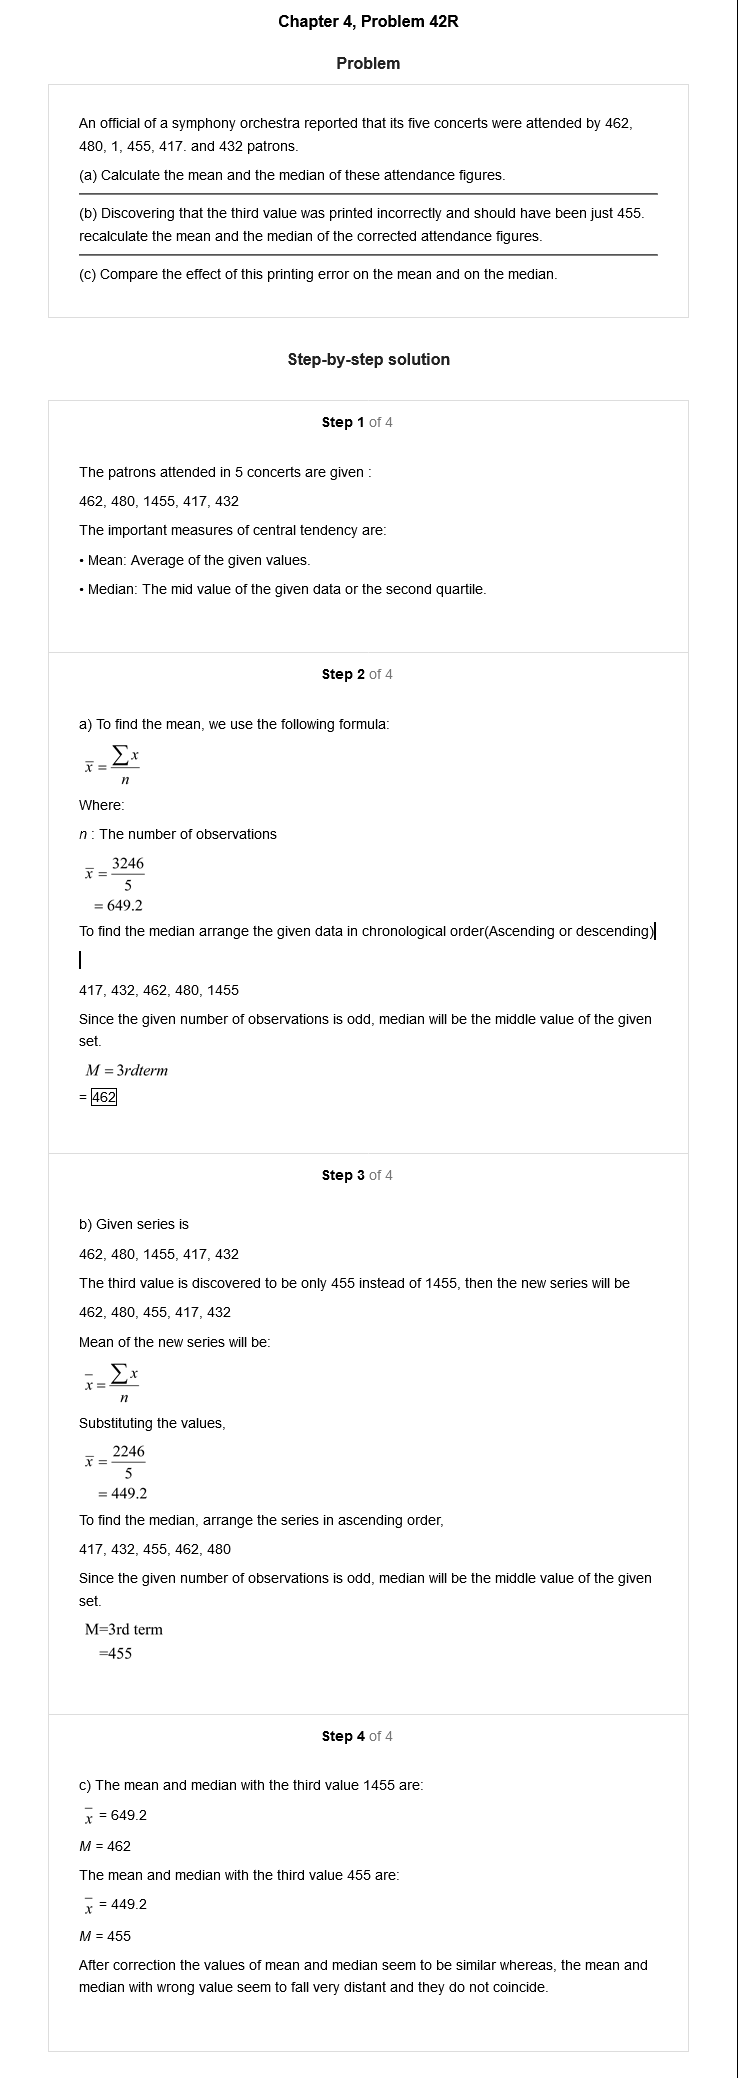 Chapter 4, Problem 42R
Problem
An official of a symphony orchestra reported that its five concerts were attended by 462,
480, 1, 455, 417. and 432 patrons.
(a) Calculate the mean and the median of these attendance figures.
(b) Discovering that the third value was printed incorrectly and should have been just 455.
recalculate the mean and the median of the corrected attendance figures.
(c) Compare the effect of this printing error on the mean and on the median.
Step-by-step solution
Step 1 of 4
The patrons attended in 5 concerts are given :
462, 480, 1455, 417, 432
The important measures of central tendency are:
• Mean: Average of the given values.
• Median: The mid value of the given data or the second quartile.
Step 2 of 4
a) To find the mean, we use the following formula:
x̅ = ∑x / n
Where:
n : The number of observations
x̅ = 3246 / 5
= 649.2
To find the median arrange the given data in chronological order(Ascending or descending)
417, 432, 462, 480, 1455
Since the given number of observations is odd, median will be the middle value of the given
set.
M = 3rdterm
= 462
Step 3 of 4
b) Given series is
462, 480, 1455, 417, 432
The third value is discovered to be only 455 instead of 1455, then the new series will be
462, 480, 455, 417, 432
Mean of the new series will be:
x̅ = ∑x / n
Substituting the values,
x̅ = 2246 / 5
= 449.2
To find the median, arrange the series in ascending order,
417, 432, 455, 462, 480
Since the given number of observations is odd, median will be the middle value of the given
set.
M=3rd term
=455
Step 4 of 4
c) The mean and median with the third value 1455 are:
x̅ = 649.2
M = 462
The mean and median with the third value 455 are:
x̅ = 449.2
M = 455
After correction the values of mean and median seem to be similar whereas, the mean and
median with wrong value seem to fall very distant and they do not coincide.